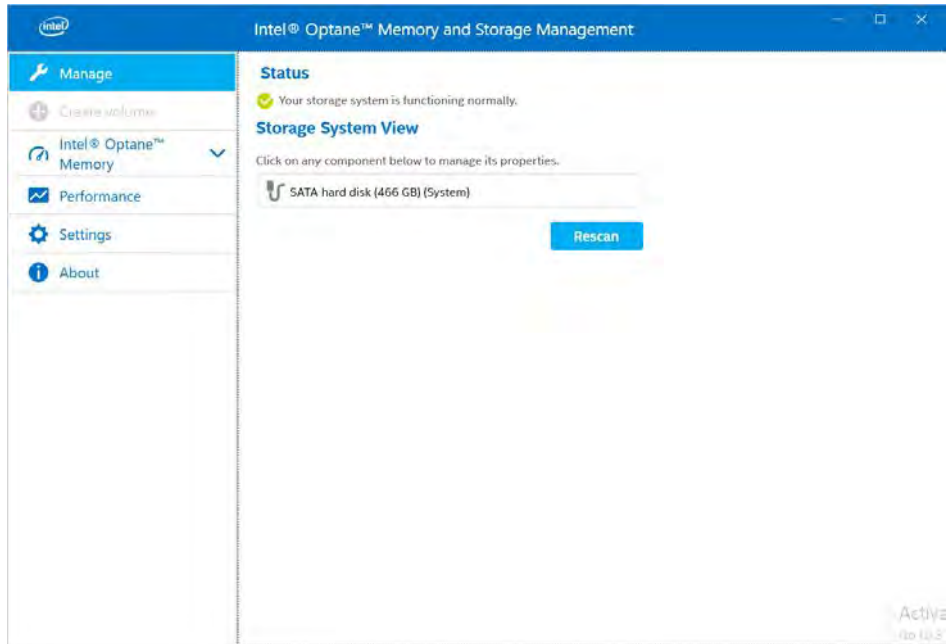 intel
Intel® Optane™ Memory and Storage Management
Manage
Create volume
Intel® Optane™
Memory
Performance
Settings
About
Status
Your storage system is functioning normally.
Storage System View
Click on any component below to manage its properties.
SATA hard disk (466 GB) (System)
Rescan
Activa